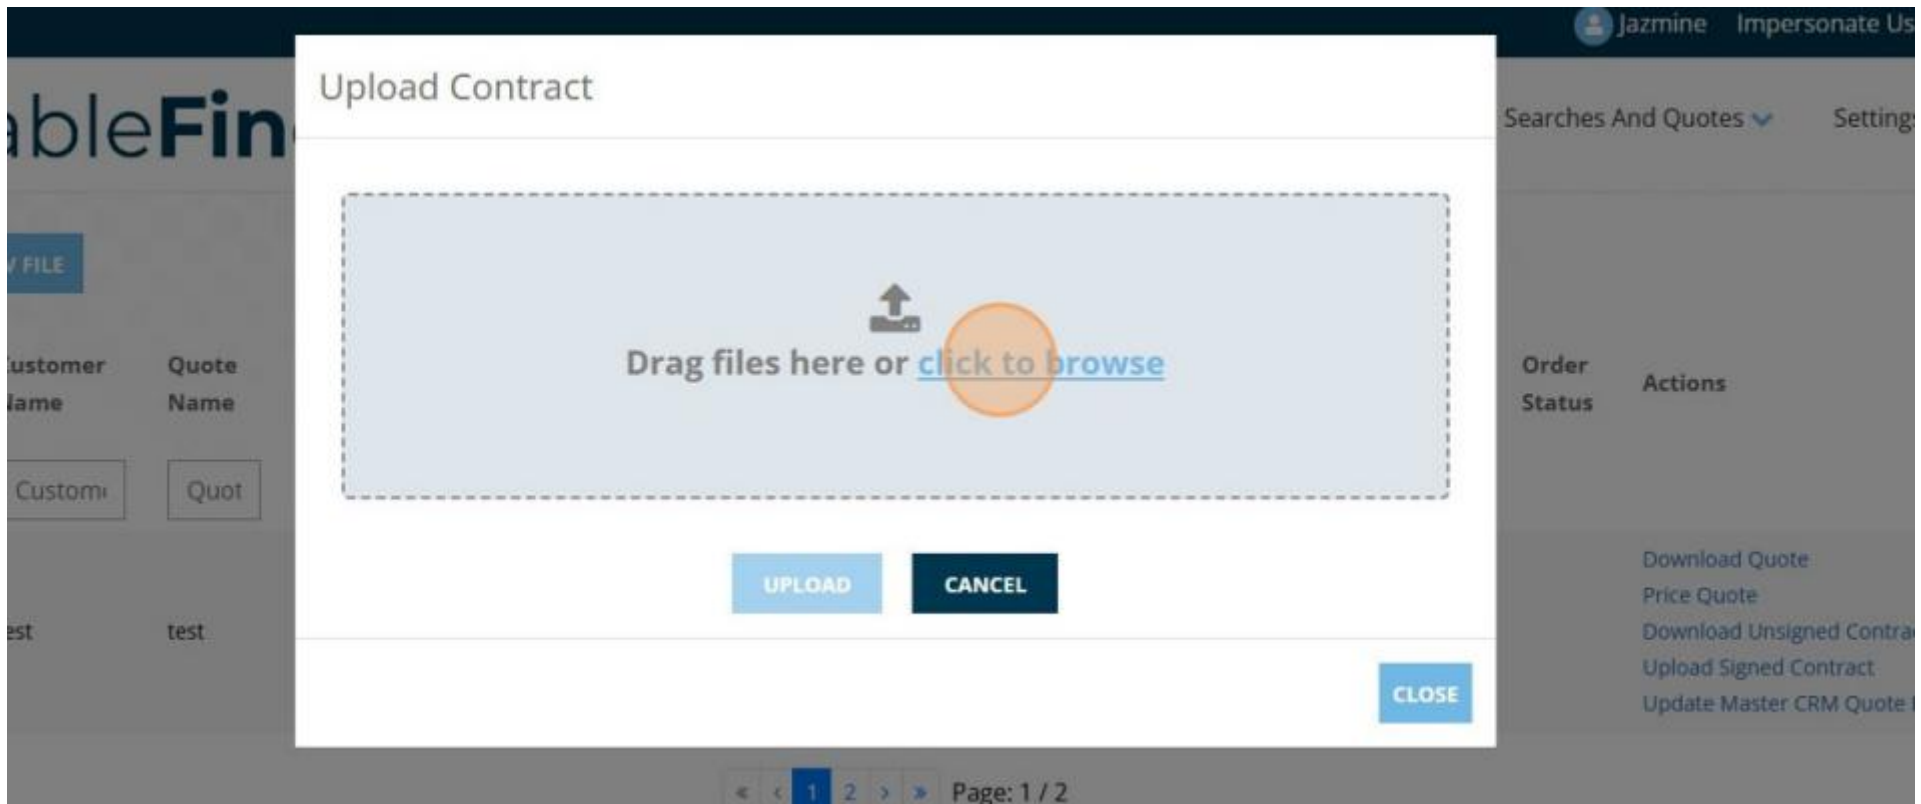 Jazmine Impersonate Us
Upload Contract
ableFin
Searches And Quotes Settings
FILE
Drag files here or click to browse
ustomer
Name
Quote
Name
Order
Status
Actions
Custom
Quot
UPLOAD CANCEL
est test
Download Quote
Price Quote
Download Unsigned Contra
Upload Signed Contract
Update Master CRM Quote
CLOSE
« ‹ 1 2 › » Page: 1 / 2